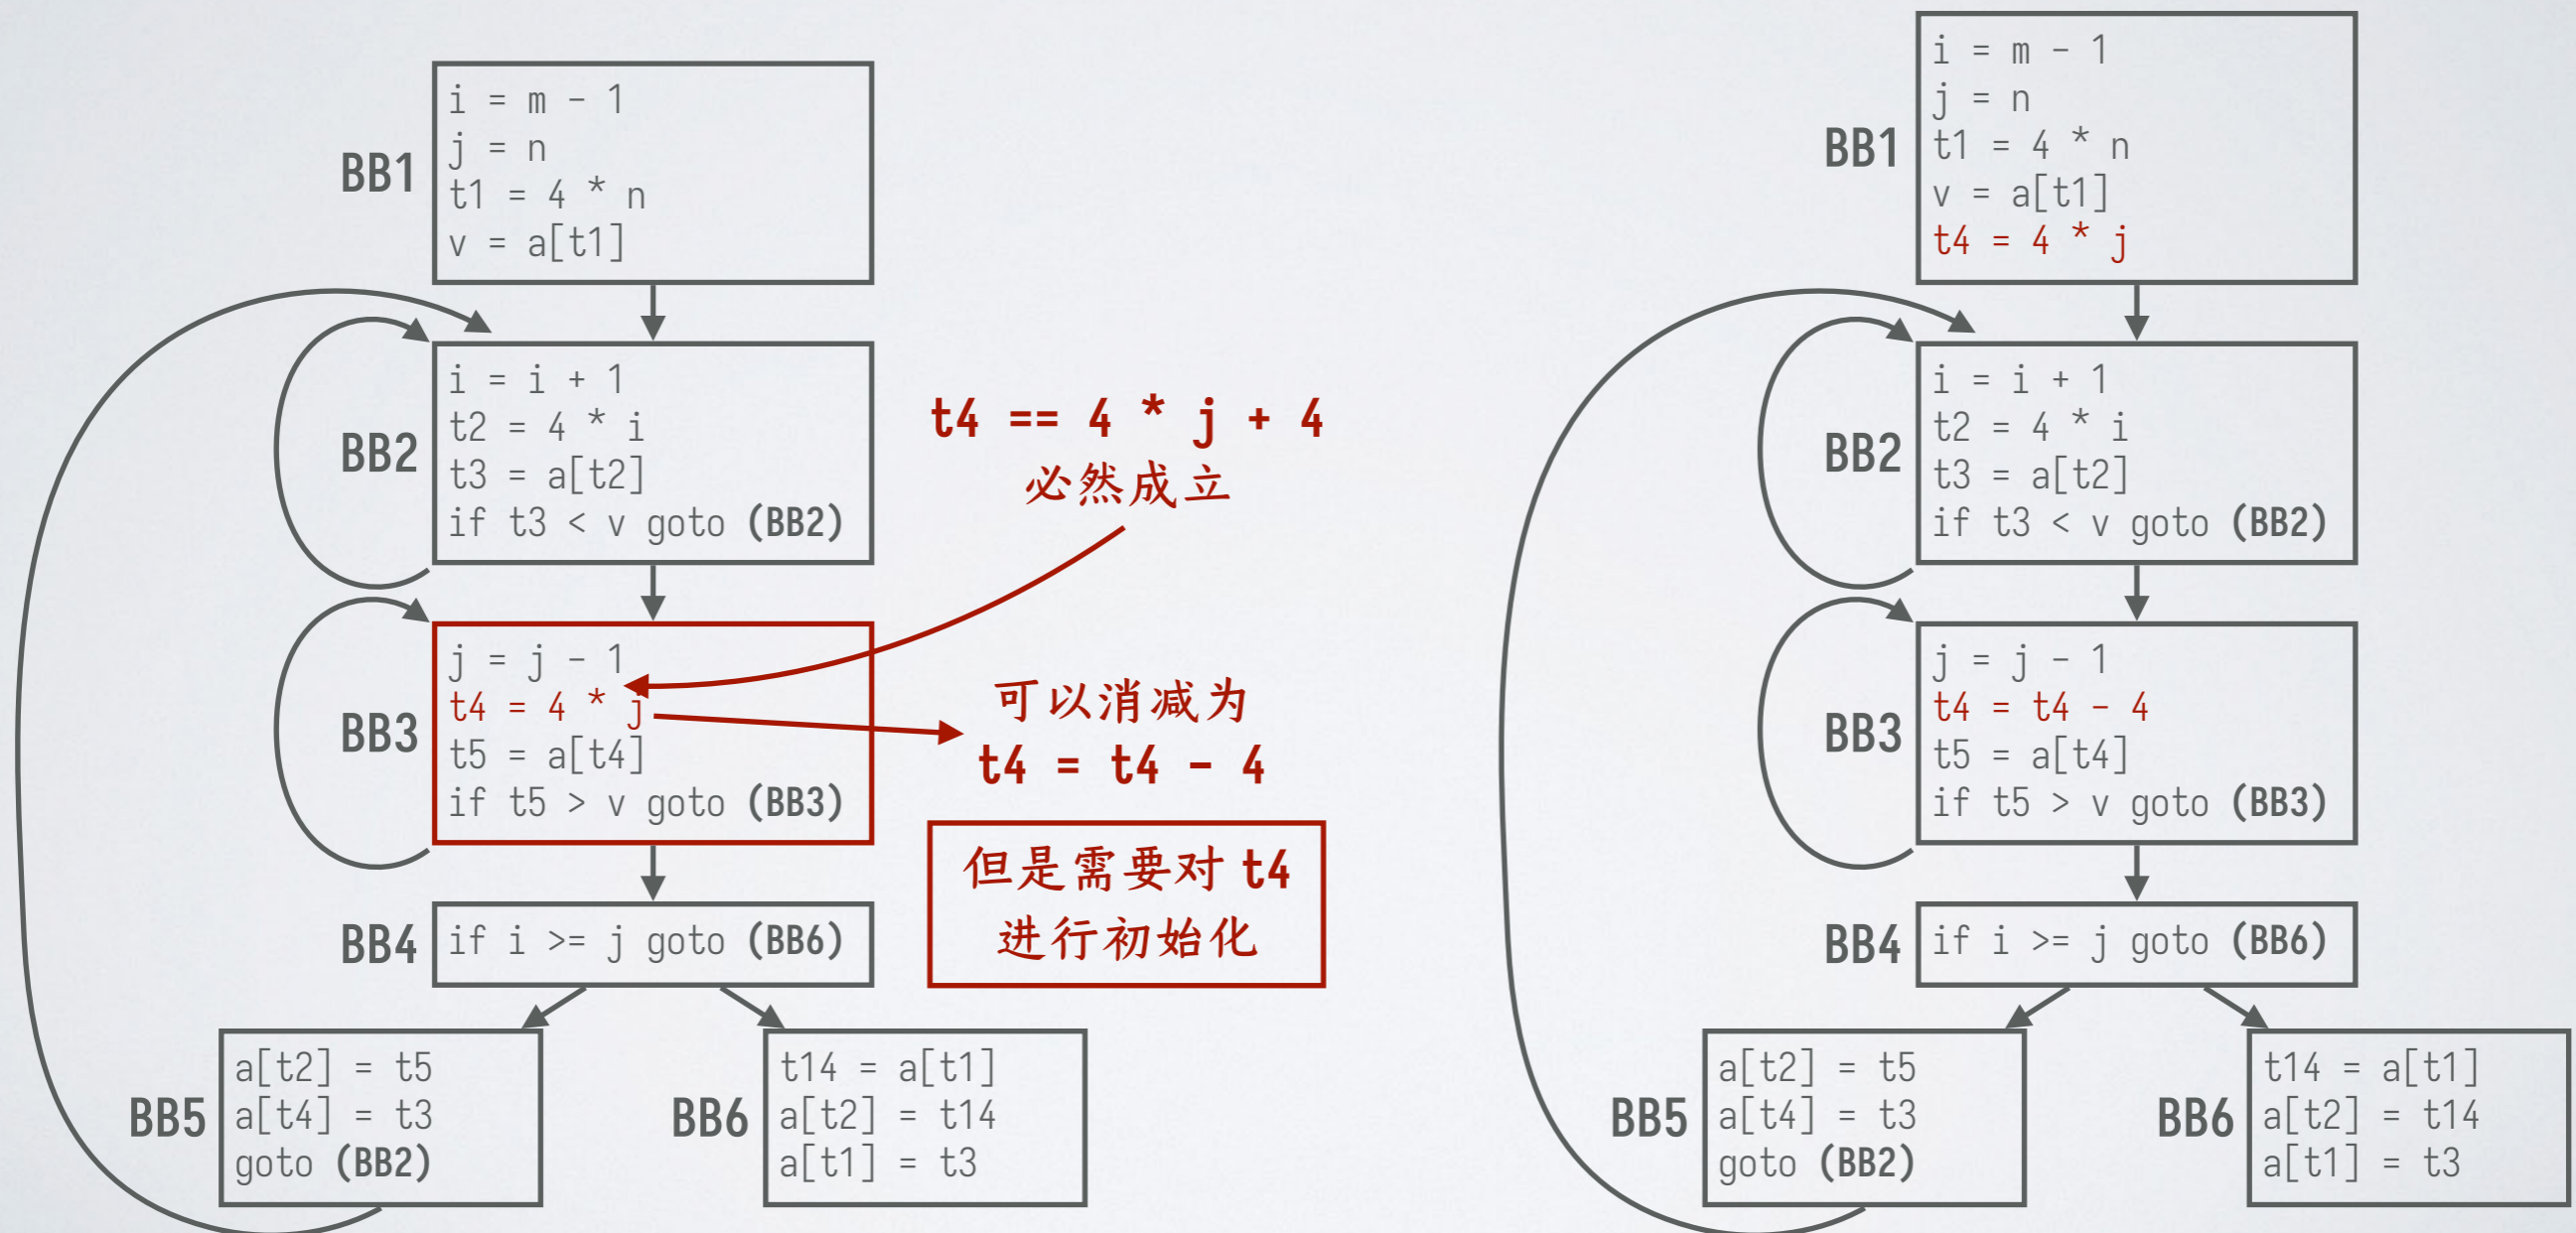 BB1
i = m - 1
j = n
t1 = 4 * n
v = a[t1]
BB2
i = i + 1
t2 = 4 * i
t3 = a[t2]
if t3 < v goto (BB2)
BB3
j = j - 1
t4 = 4 * j
t5 = a[t4]
if t5 > v goto (BB3)
BB4
if i >= j goto (BB6)
BB5
a[t2] = t5
a[t4] = t3
goto (BB2)
BB6
t14 = a[t1]
a[t2] = t14
a[t1] = t3
t4 == 4 * j + 4
必然成立
可以消减为
t4 = t4 - 4
但是需要对 t4
进行初始化
BB1
i = m - 1
j = n
t1 = 4 * n
v = a[t1]
t4 = 4 * j
BB2
i = i + 1
t2 = 4 * i
t3 = a[t2]
if t3 < v goto (BB2)
BB3
j = j - 1
t4 = t4 - 4
t5 = a[t4]
if t5 > v goto (BB3)
BB4
if i >= j goto (BB6)
BB5
a[t2] = t5
a[t4] = t3
goto (BB2)
BB6
t14 = a[t1]
a[t2] = t14
a[t1] = t3